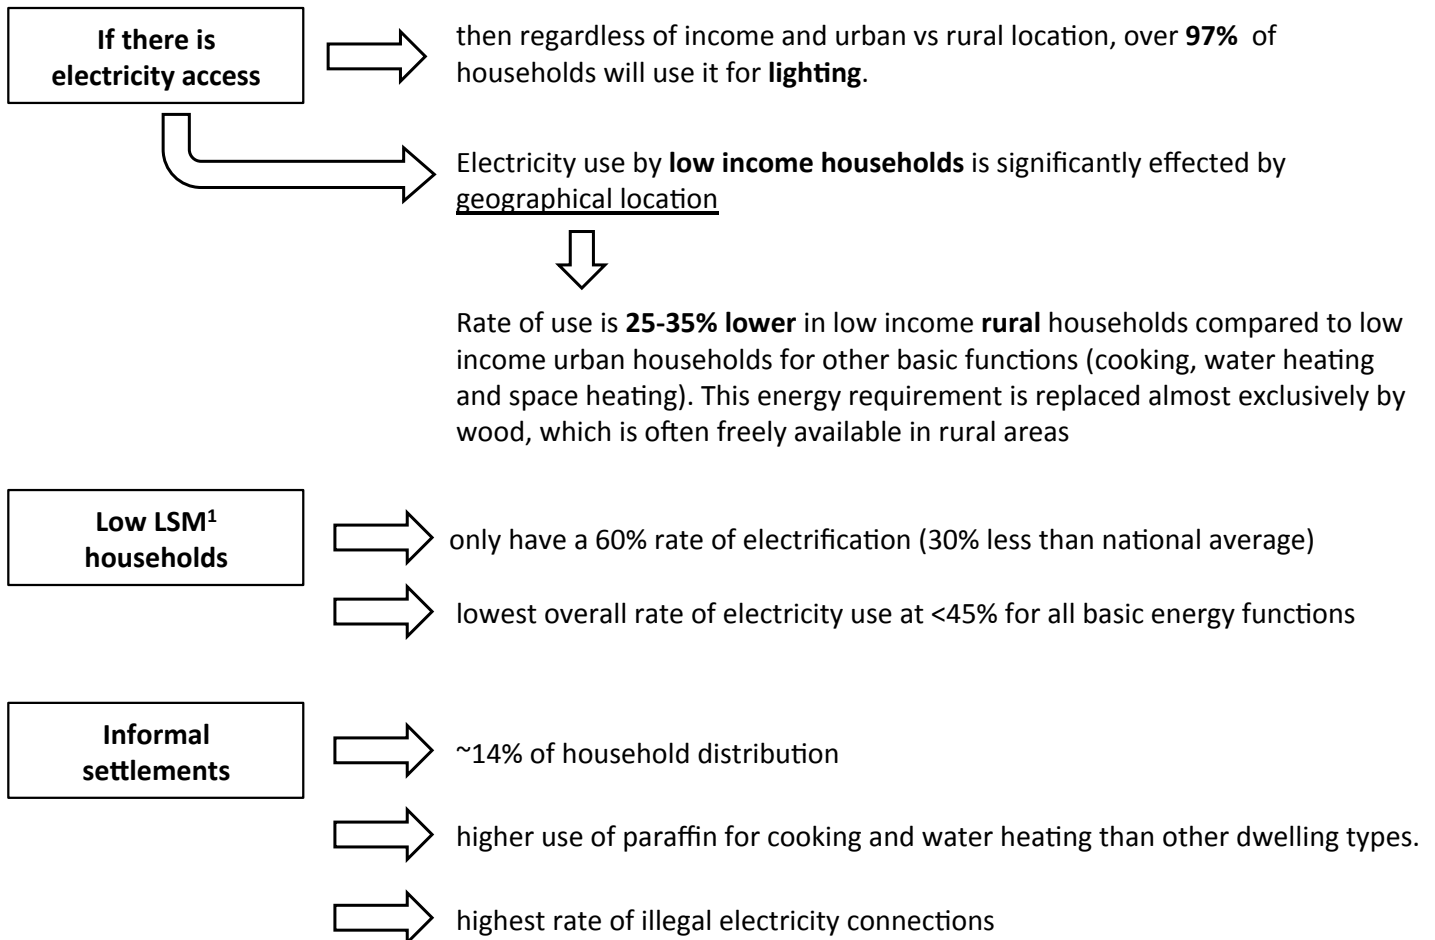 If there is
electricity access
then regardless of income and urban vs rural location, over 97% of
households will use it for lighting.
Electricity use by low income households is significantly effected by
geographical location
Rate of use is 25-35% lower in low income rural households compared to low
income urban households for other basic functions (cooking, water heating
and space heating). This energy requirement is replaced almost exclusively by
wood, which is often freely available in rural areas
Low LSM¹
households
only have a 60% rate of electrification (30% less than national average)
lowest overall rate of electricity use at <45% for all basic energy functions
Informal
settlements
~14% of household distribution
higher use of paraffin for cooking and water heating than other dwelling types.
highest rate of illegal electricity connections